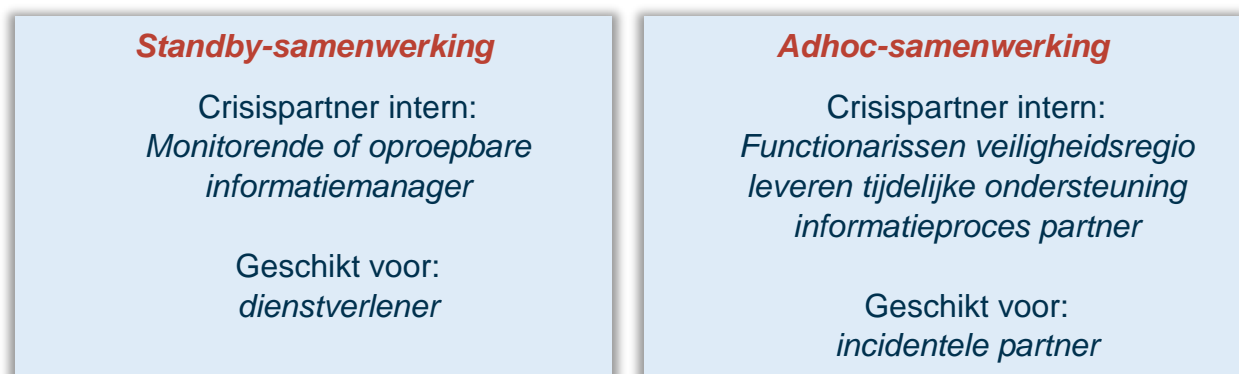 Standby-samenwerking
Crisispartner intern:
Monitorende of oproepbare
informatiemanager
Geschikt voor:
dienstverlener
Adhoc-samenwerking
Crisispartner intern:
Functionarissen veiligheidsregio
leveren tijdelijke ondersteuning
informatieproces partner
Geschikt voor:
incidentele partner